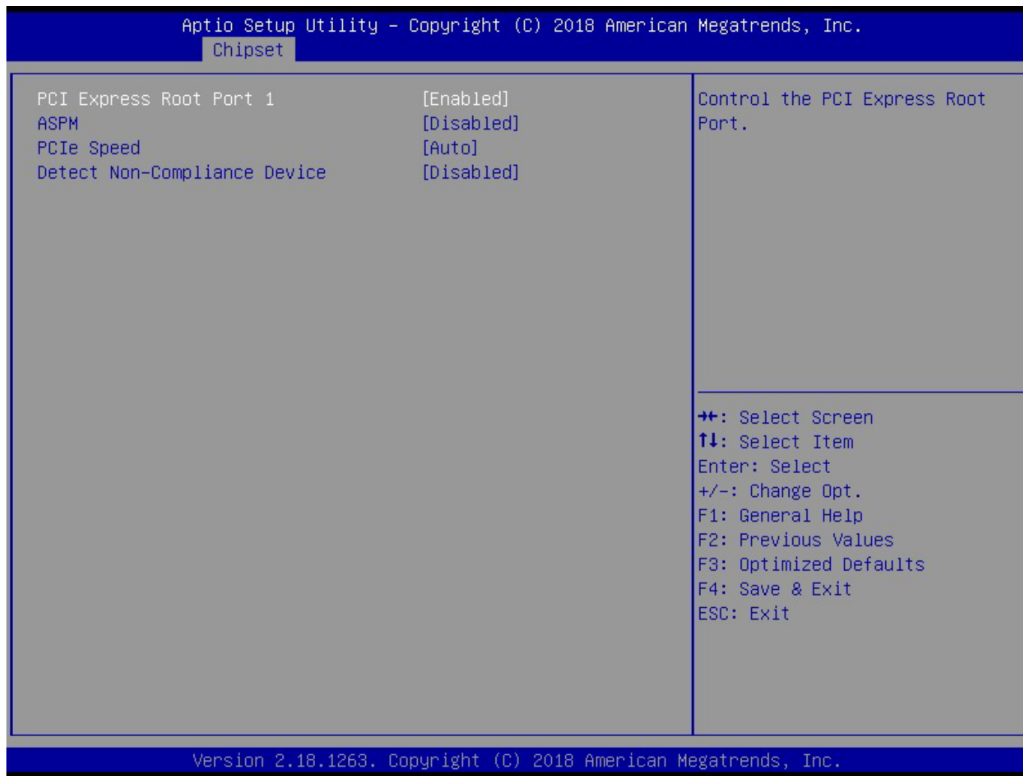 Aptio Setup Utility – Copyright (C) 2018 American Megatrends, Inc.
Chipset
PCI Express Root Port 1 [Enabled]
ASPM [Disabled]
PCIe Speed [Auto]
Detect Non-Compliance Device [Disabled]
Control the PCI Express Root
Port.
→←: Select Screen
↑↓: Select Item
Enter: Select
+/-: Change Opt.
F1: General Help
F2: Previous Values
F3: Optimized Defaults
F4: Save & Exit
ESC: Exit
Version 2.18.1263. Copyright (C) 2018 American Megatrends, Inc.